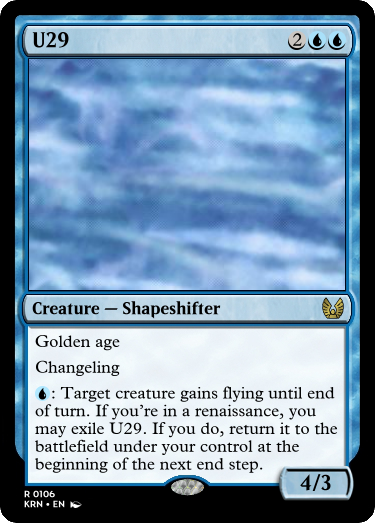 U29 2
Creature — Shapeshifter
Golden age
Changeling
: Target creature gains flying until end
of turn. If you're in a renaissance, you
may exile U29. If you do, return it to the
battlefield under your control at the
beginning of the next end step.
4/3
R 0106
KRN • EN